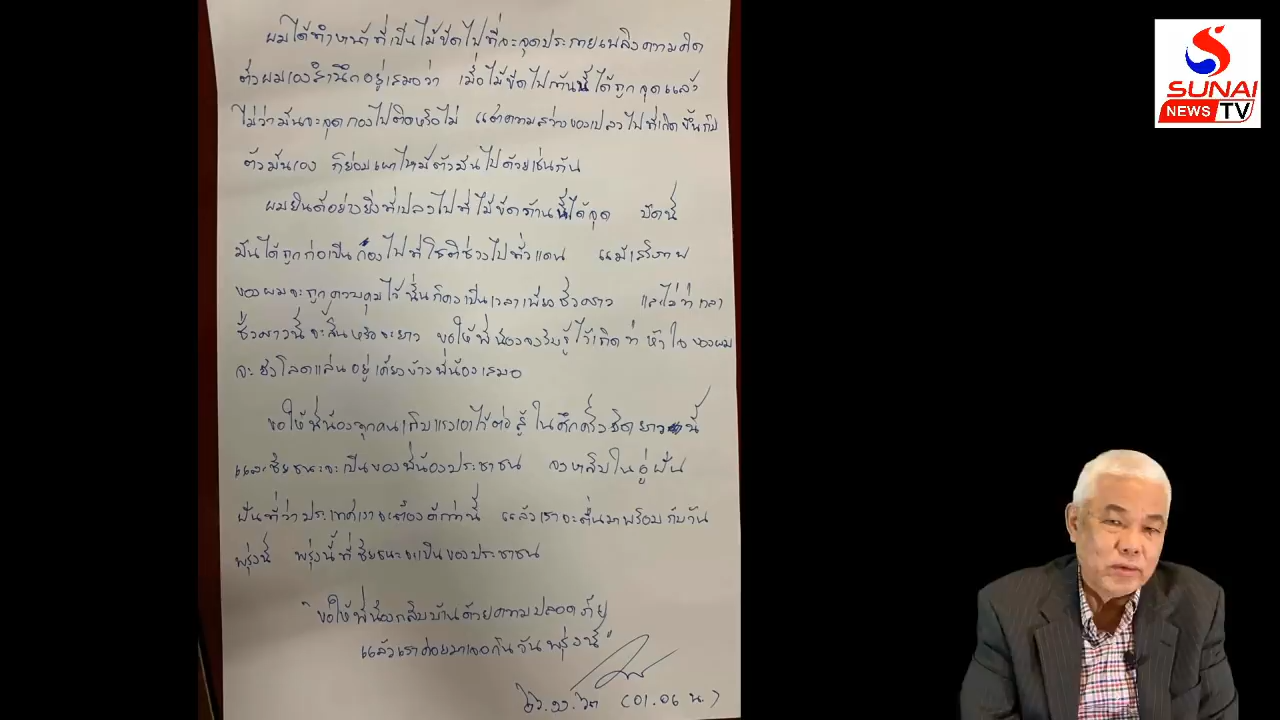 ผมได้ทำหน้าที่เป็นไม้ขีดไฟที่จะจุดประกายเพลิงความคิด
ตัวผมเองสำนึกอยู่เสมอว่า เมื่อไม้ขีดไฟก้านนี้ได้ถูกจุดแล้ว
ไม่ว่ามันจะจุดกองไฟติดหรือไม่ แต่ความสว่างของเปลวไฟที่เกิดขึ้นกับ
ตัวมันเอง ก็ย่อมเผาไหม้ตัวมันไปด้วยเช่นกัน
ผมยินดีอย่างยิ่งที่เปลวไฟที่ไม้ขีดก้านนี้ได้จุด บัดนี้
มันได้ถูกก่อเป็นกองไฟที่โชติช่วงไปทั่วแดน แม้เสรีภาพ
ของผมจะถูกควบคุมไว้ นั่นก็คงเป็นเวลาเพียงชั่วคราว และไม่ว่าเวลา
ชั่วคราวนี้จะสั้นหรือจะยาว ขอให้พี่น้องจงรับรู้ไว้เถิดว่า หัวใจของผม
จะยังโลดแล่นอยู่เคียงข้างพี่น้องเสมอ
ขอให้พี่น้องทุกคนเก็บแรงเอาไว้ต่อสู้ ในศึกครั้งยืดยาวนี้
และชัยชนะจะเป็นของพี่น้องประชาชน จงหลับในอู่ฝัน
ฝันที่ว่าประเทศเราจะต้องดีกว่านี้ แล้วเราจะตื่นมาพร้อมกับวัน
พรุ่งนี้ พรุ่งนี้ที่ชัยชนะจะเป็นของประชาชน
"ขอให้พี่น้องกลับบ้านด้วยความปลอดภัย
แล้วเราค่อยมาเจอกันวันพรุ่งนี้"
(01.06 น.)
SUNAI
NEWS TV